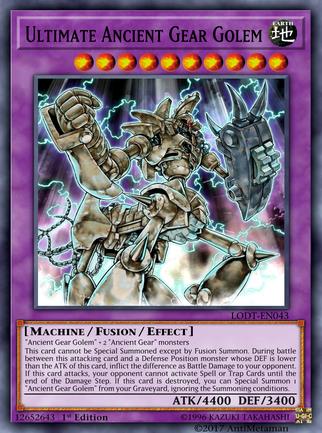 ULTIMATE ANCIENT GEAR GOLEM
EARTH
地
LODT-EN043
[MACHINE / FUSION / EFFECT]
"Ancient Gear Golem" + 2 "Ancient Gear" monsters
This card cannot be Special Summoned except by Fusion Summon. During battle
between this attacking card and a Defense Position monster whose DEF is lower
than the ATK of this card, inflict the difference as Battle Damage to your opponent.
If this card attacks, your opponent cannot activate Spell or Trap Cards until the
end of the Damage Step. If this card is destroyed, you can Special Summon 1
"Ancient Gear Golem" from your Graveyard, ignoring the Summoning conditions.
ATK/4400 DEF/3400
12652643 1st Edition ©1996 KAZUKI TAKAHASHI
©2017 AntiMetaman